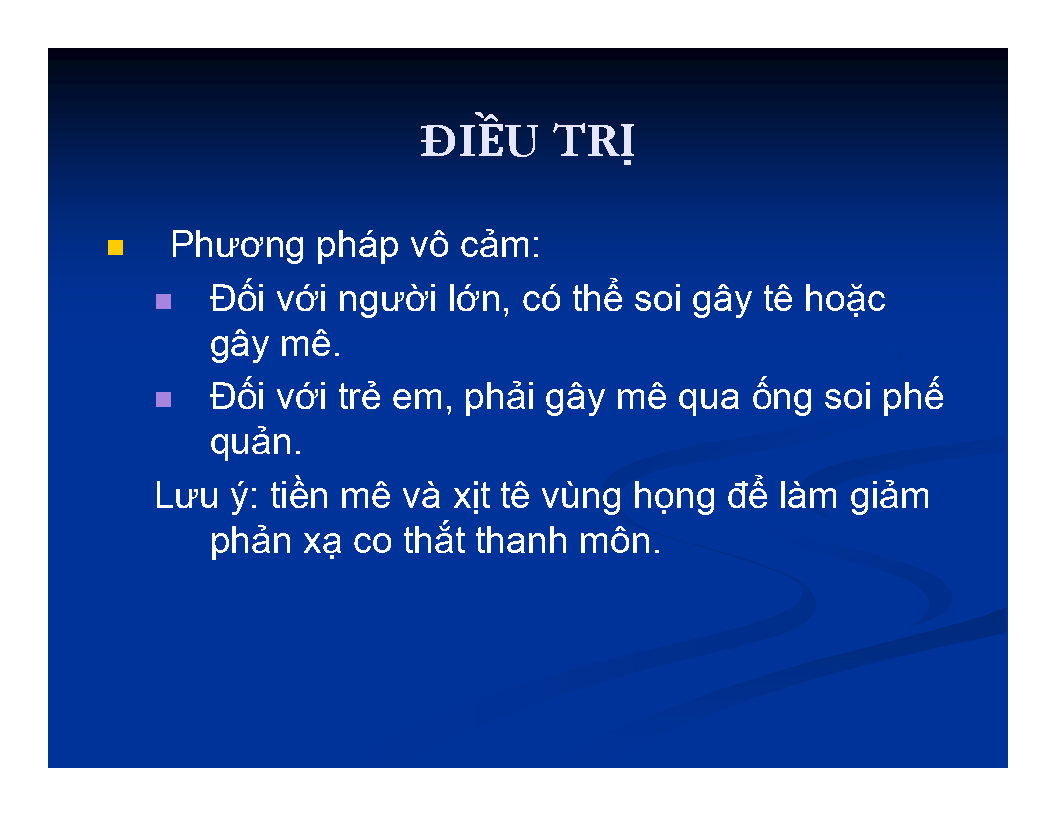 ĐIỀU TRỊ
Phương pháp vô cảm:
Đối với người lớn, có thể soi gây tê hoặc
gây mê.
Đối với trẻ em, phải gây mê qua ống soi phế
quản.
Lưu ý: tiền mê và xịt tê vùng họng để làm giảm
phản xạ co thắt thanh môn.